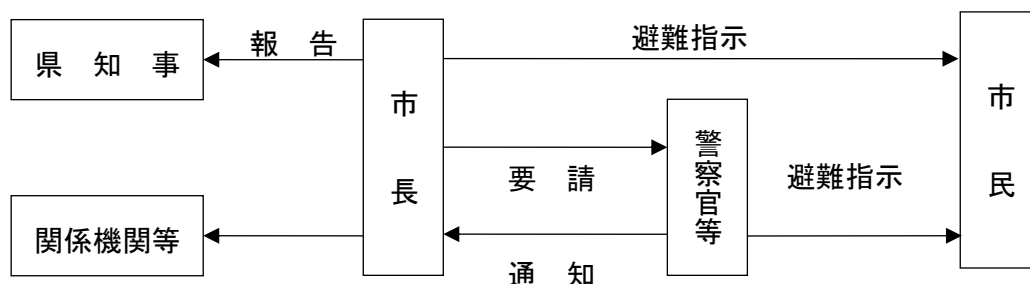 県　知　事
報　告
市長
避難指示
市民
要　請
警察官等
避難指示
関係機関等
通　知